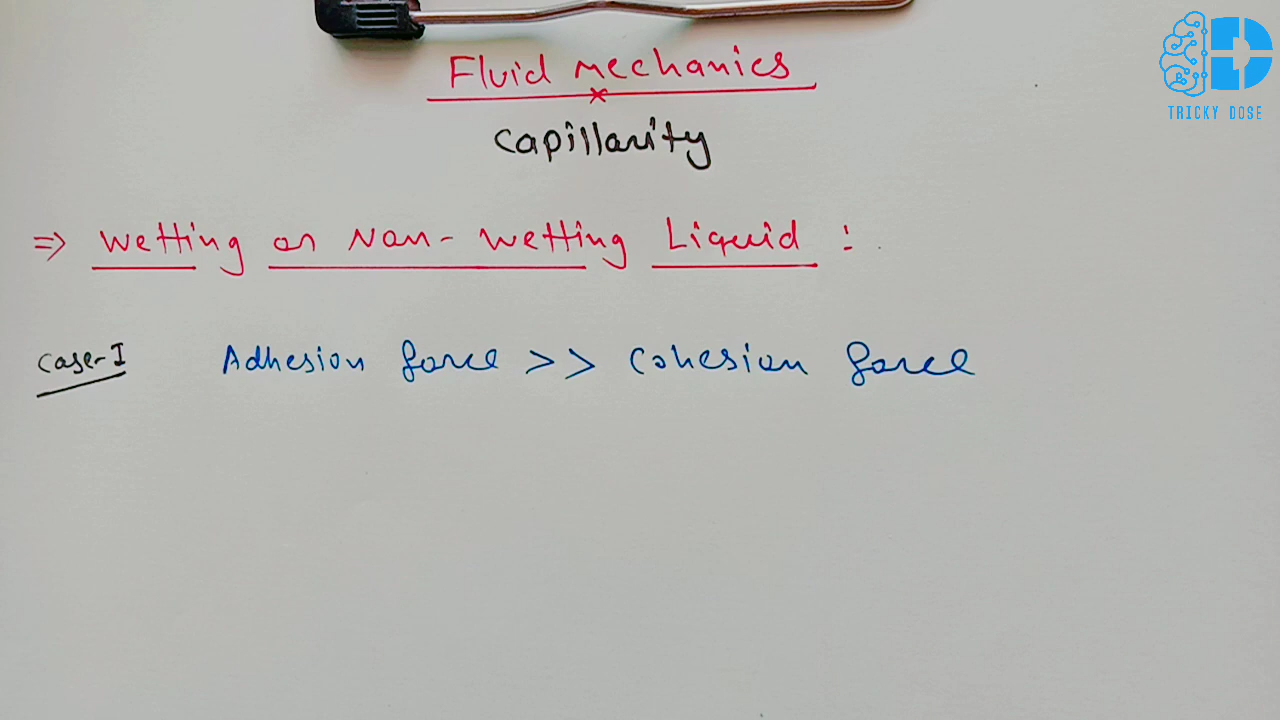 Fluid mechanics
TRICKY DOSE
Capillarity
⇒ Wetting or Non-wetting Liquid :
Case-I Adhesion force >> Cohesion force